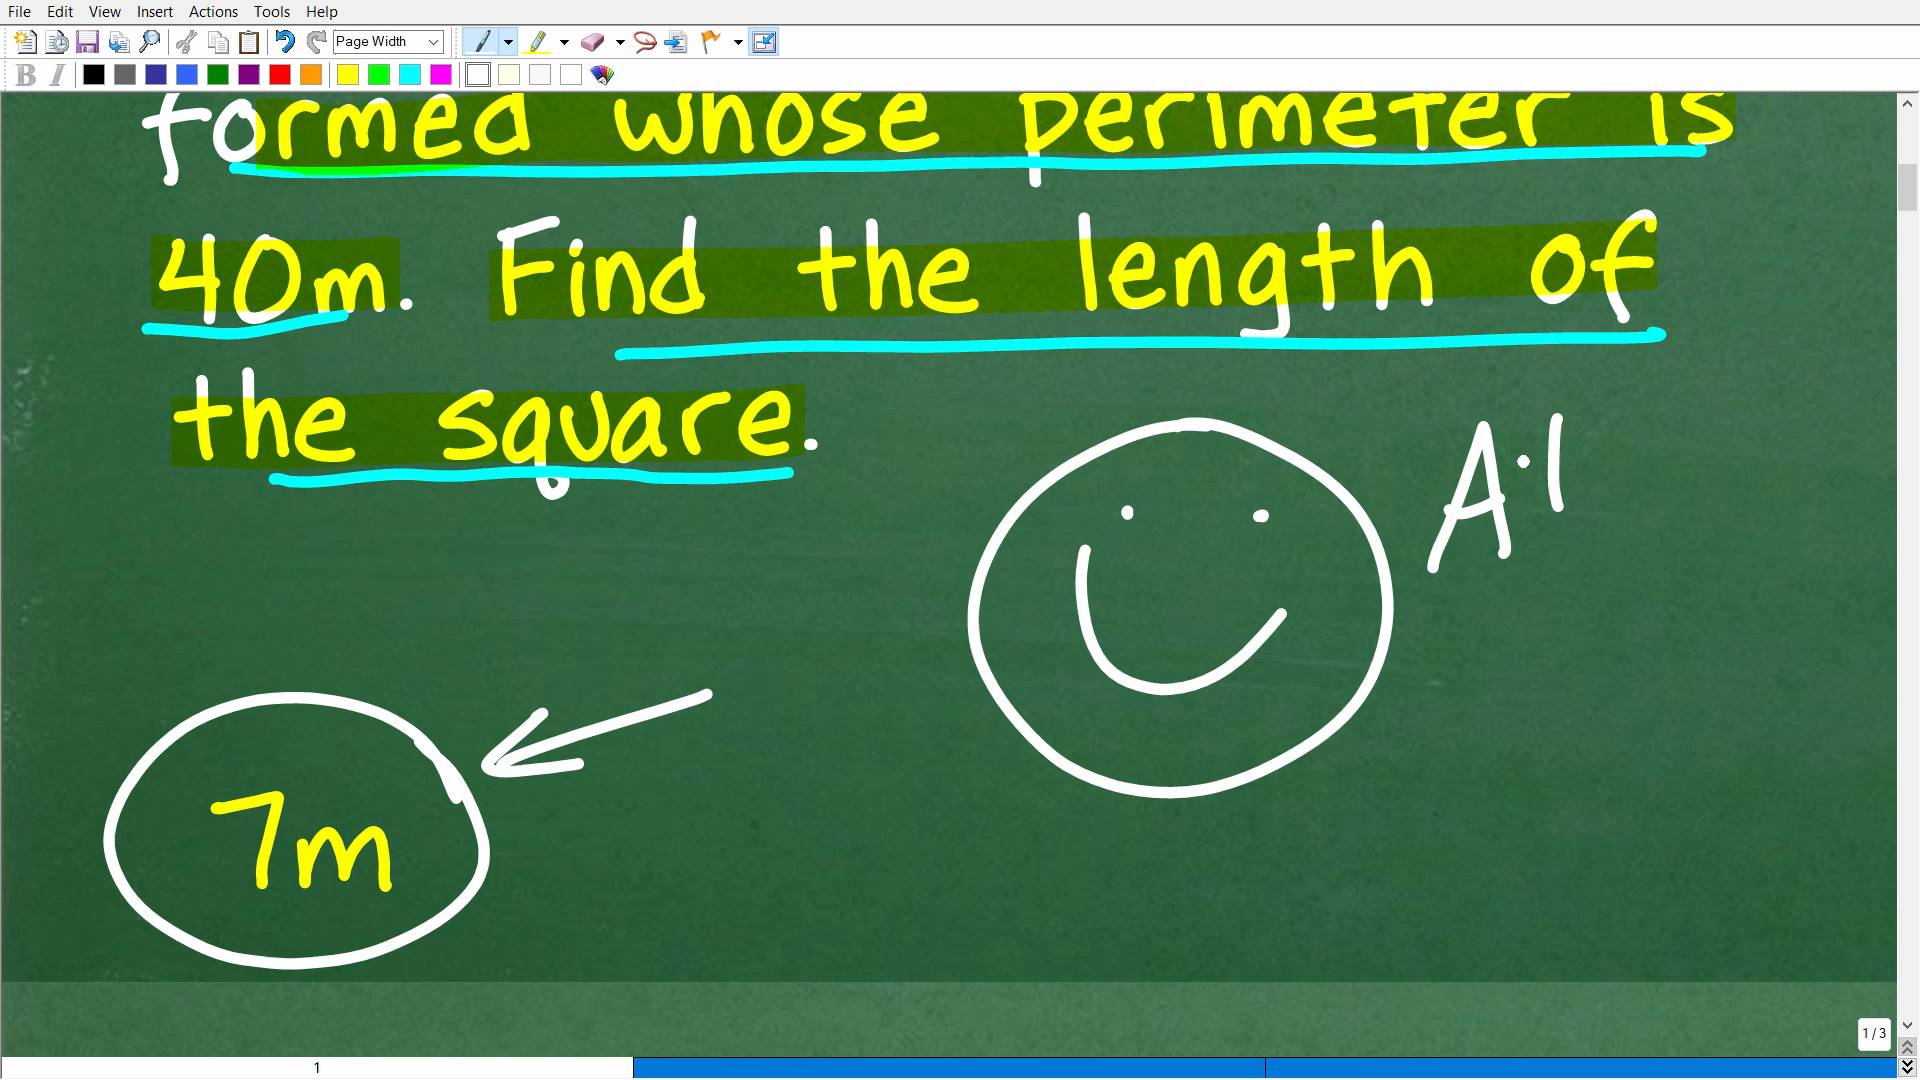 File Edit View Insert Actions Tools Help
Page Width
B I
formed whose perimeter is
40m. Find the length of
the square.
A·1
7m
1 / 3
1